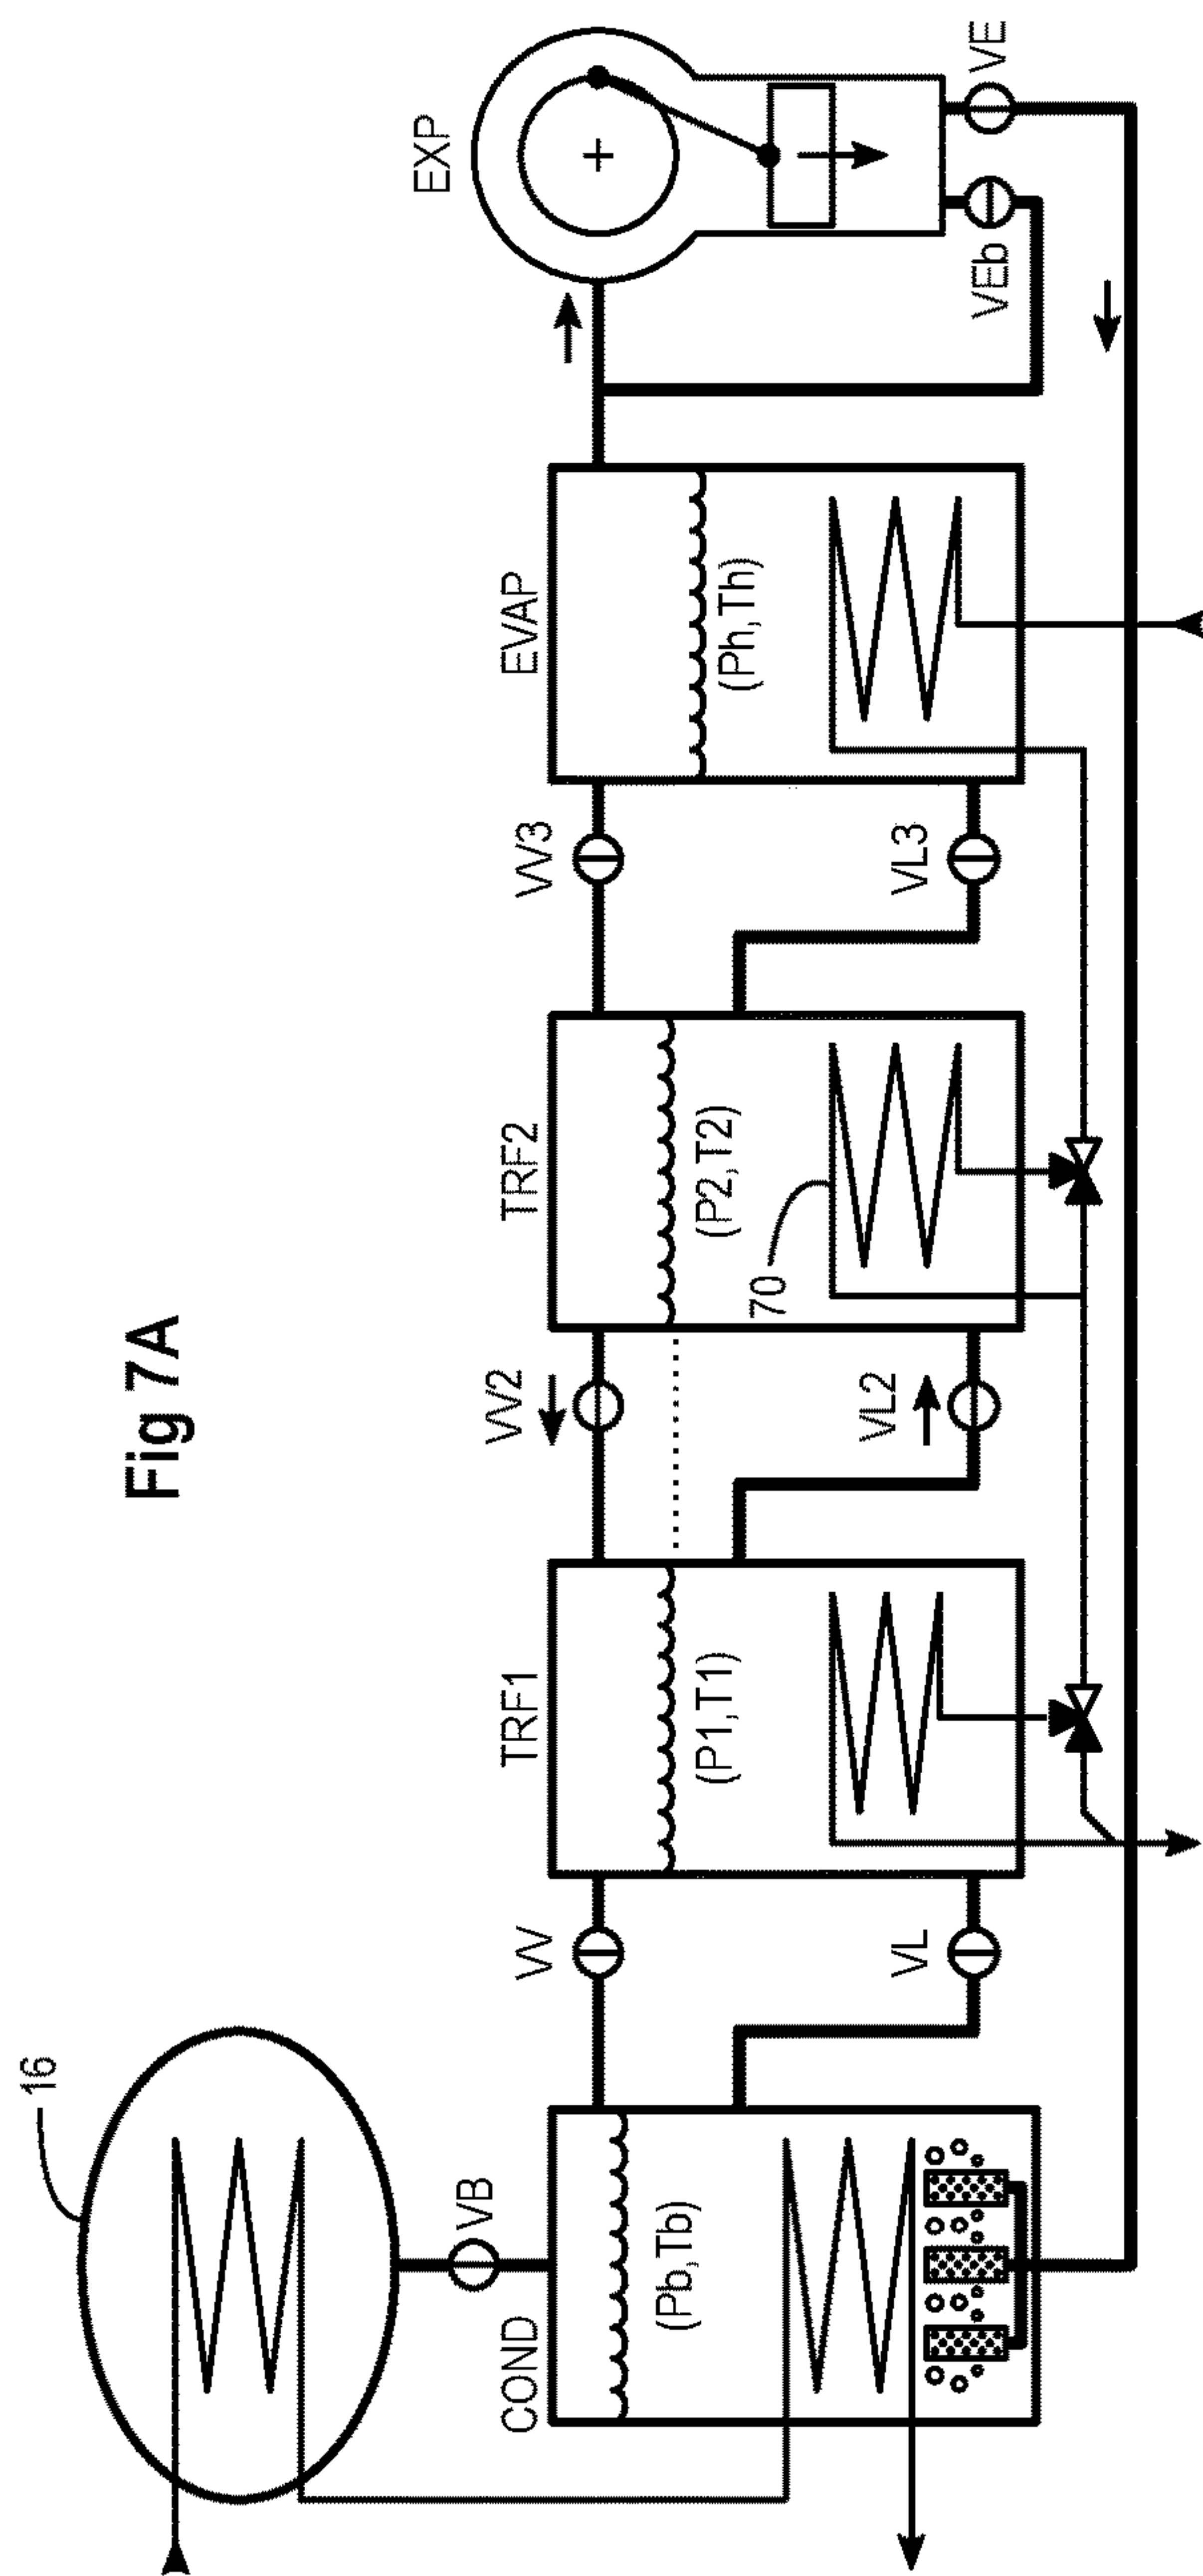 Fig 7A
16
VB
COND
(Pb,Tb)
VV
VL
TRF1
(P1,T1)
VV2
VL2
TRF2
(P2,T2)
70
VV3
VL3
EVAP
(Ph,Th)
EXP
VEb
VE